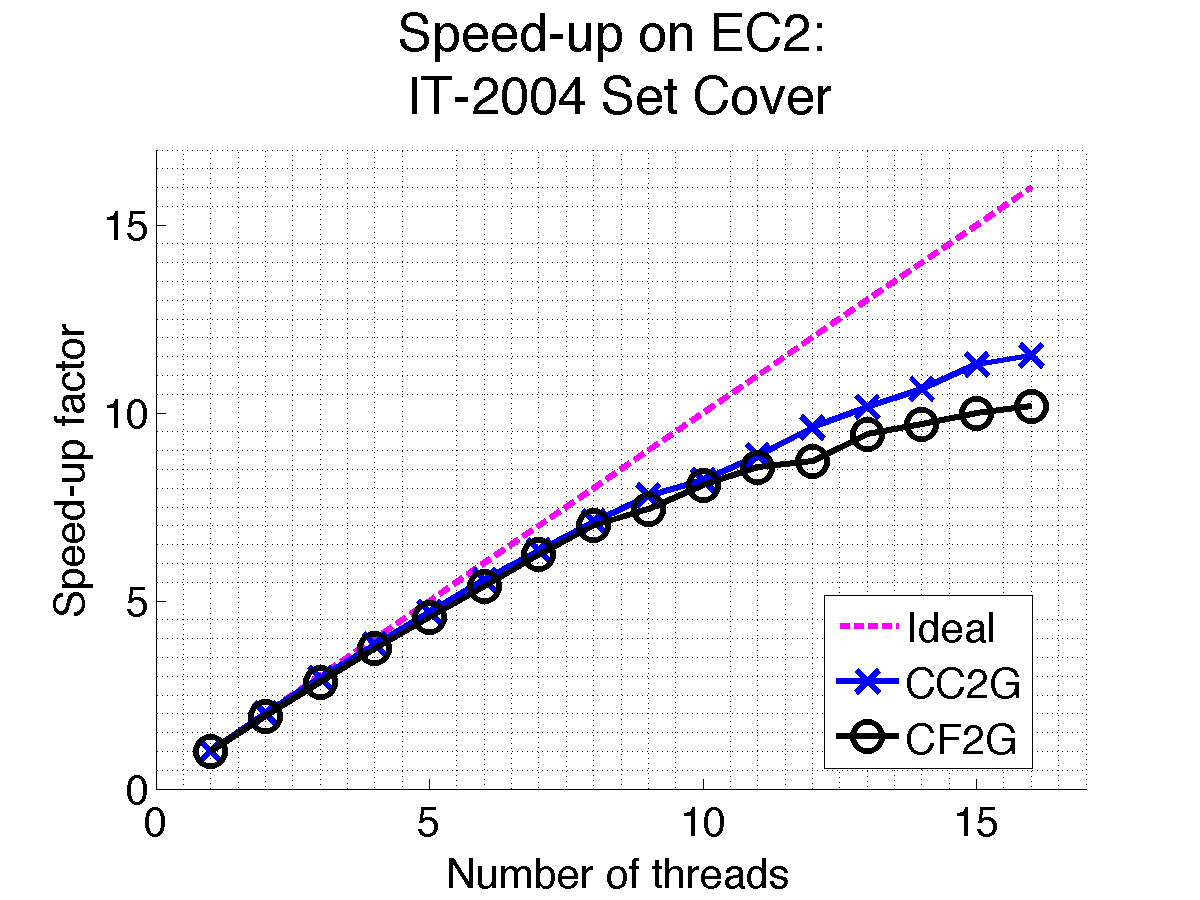 Speed-up on EC2:
IT-2004 Set Cover
15
10
5
0
Speed-up factor
0 5 10 15
Number of threads
Ideal
CC2G
CF2G